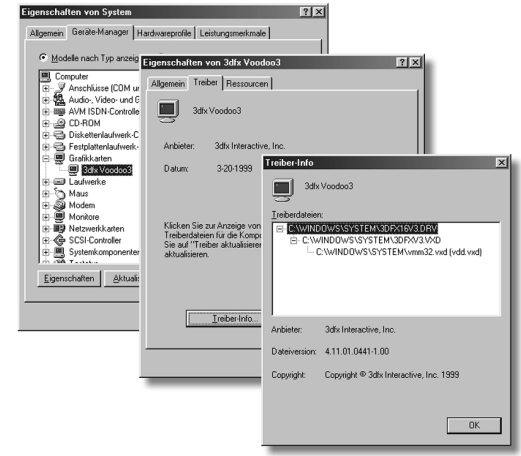 Eigenschaften von System
Allgemein Geräte-Manager Hardwareprofile Leistungsmerkmale
Modelle nach Typ anzeig
Computer
Anschlüsse (COM u
Audio-, Video- und G
AVM ISDN-Controlle
CD-ROM
Diskettenlaufwerk-C
Festplattenlaufwerk-
Grafikkarten
3dfx Voodoo3
Laufwerke
Maus
Modem
Monitore
Netzwerkkarten
SCSI-Controller
Systemkomponenten
Tastatur
Eigenschaften Aktuali
Eigenschaften von 3dfx Voodoo3
Allgemein Treiber Ressourcen
3dfx Voodoo3
Anbieter: 3dfx Interactive, Inc.
Datum: 3-20-1999
Klicken Sie zur Anzeige von
Treiberdateien für die Kompo
Sie auf "Treiber aktualisieren
aktualisieren.
Treiber-Info...
Treiber-Info
3dfx Voodoo3
Treiberdateien:
C:\WINDOWS\SYSTEM\3DFX16V3.DRV
C:\WINDOWS\SYSTEM\3DFXV3.VXD
C:\WINDOWS\SYSTEM\vmm32.vxd (vdd.vxd)
Anbieter: 3dfx Interactive, Inc.
Dateiversion: 4.11.01.0441-1.00
Copyright: Copyright © 3dfx Interactive, Inc. 1999
OK